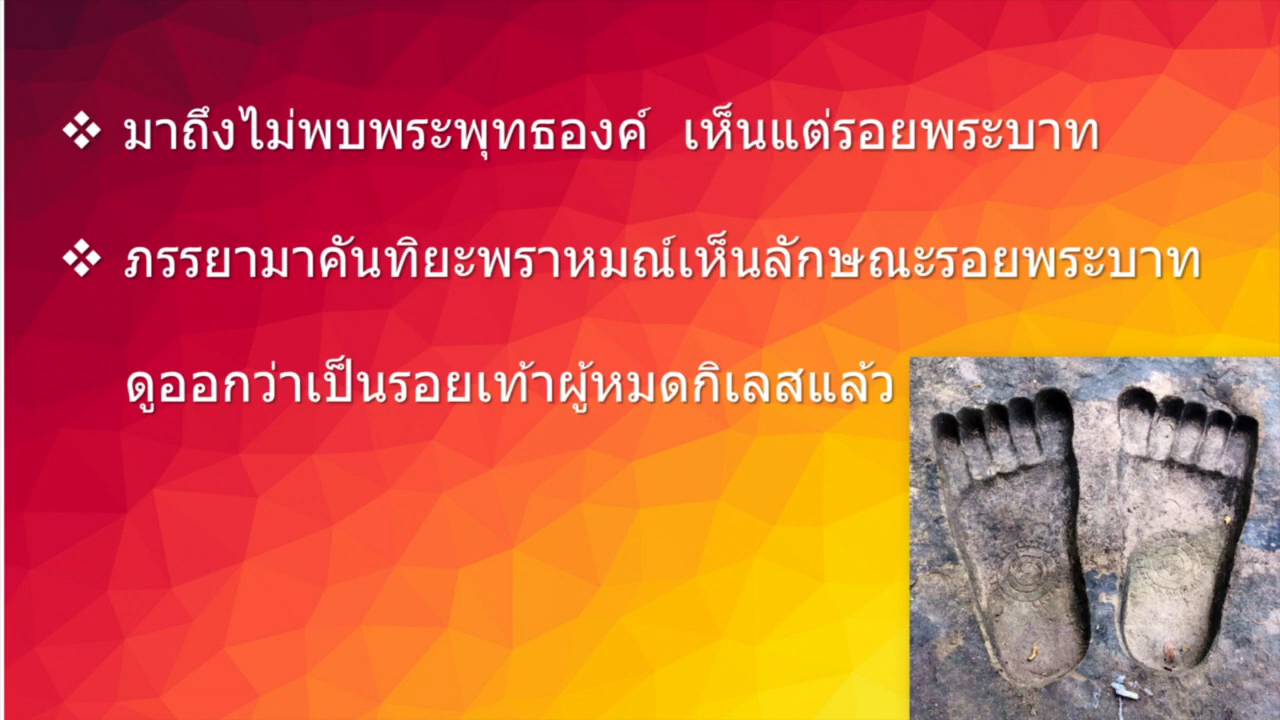 ❖ มาถึงไม่พบพระพุทธองค์ เห็นแต่รอยพระบาท
❖ ภรรยามาคันทิยะพราหมณ์เห็นลักษณะรอยพระบาท
ดูออกว่าเป็นรอยเท้าผู้หมดกิเลสแล้ว